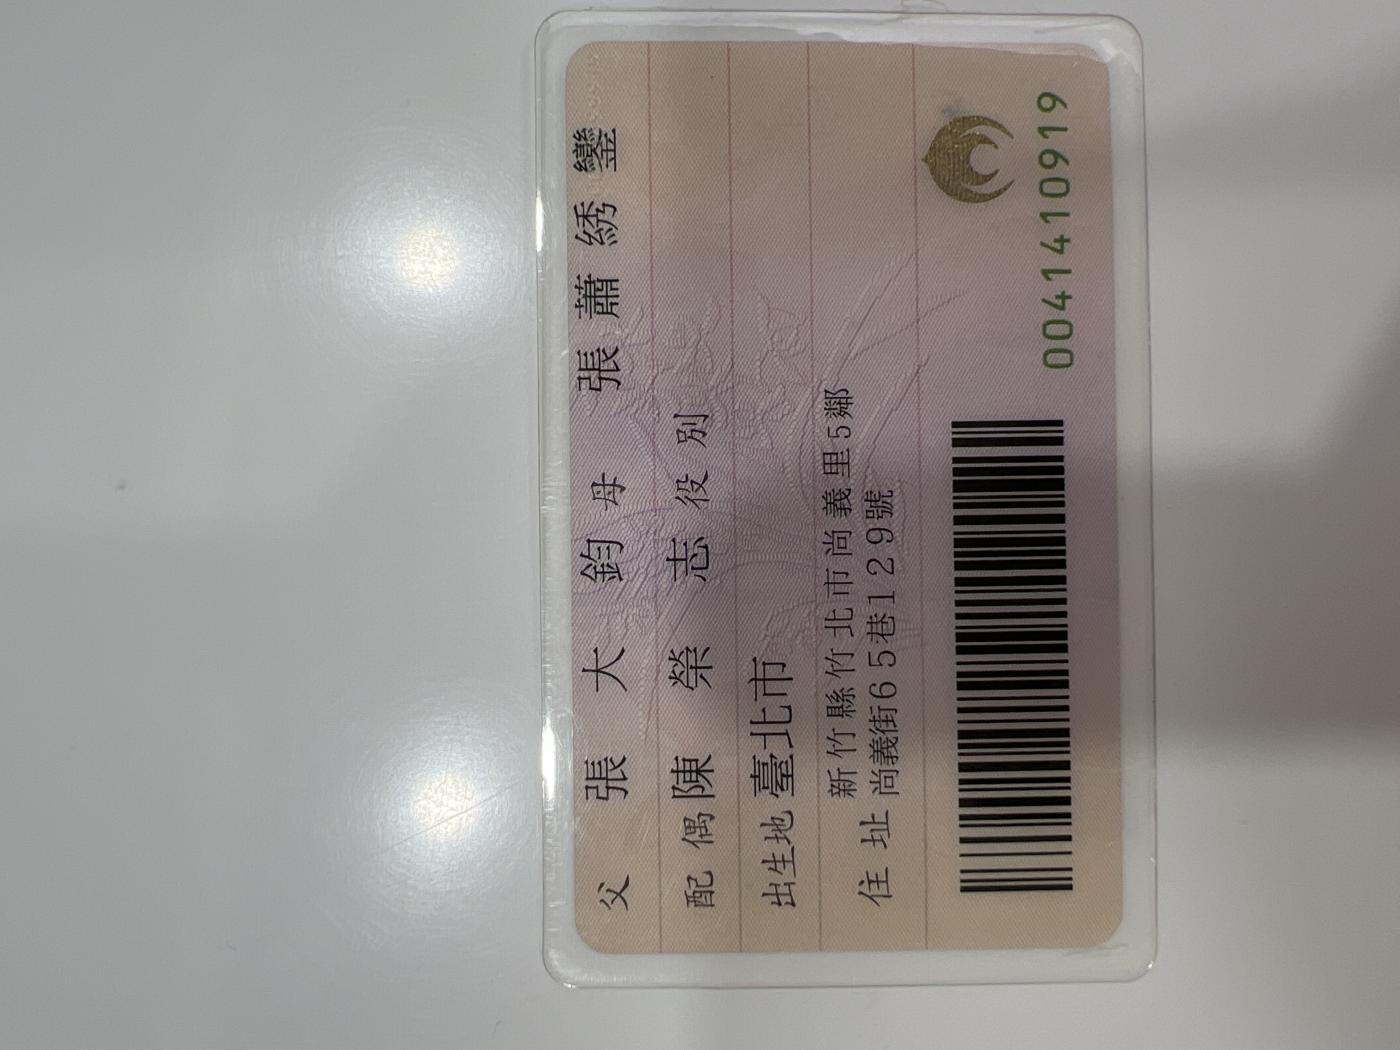 父 張大鈞 母 張蕭綉鑾
配偶 陳榮志 役別
出生地 臺北市
住址 新竹縣竹北市尚義里5鄰
尚義街65巷129號
0041410919